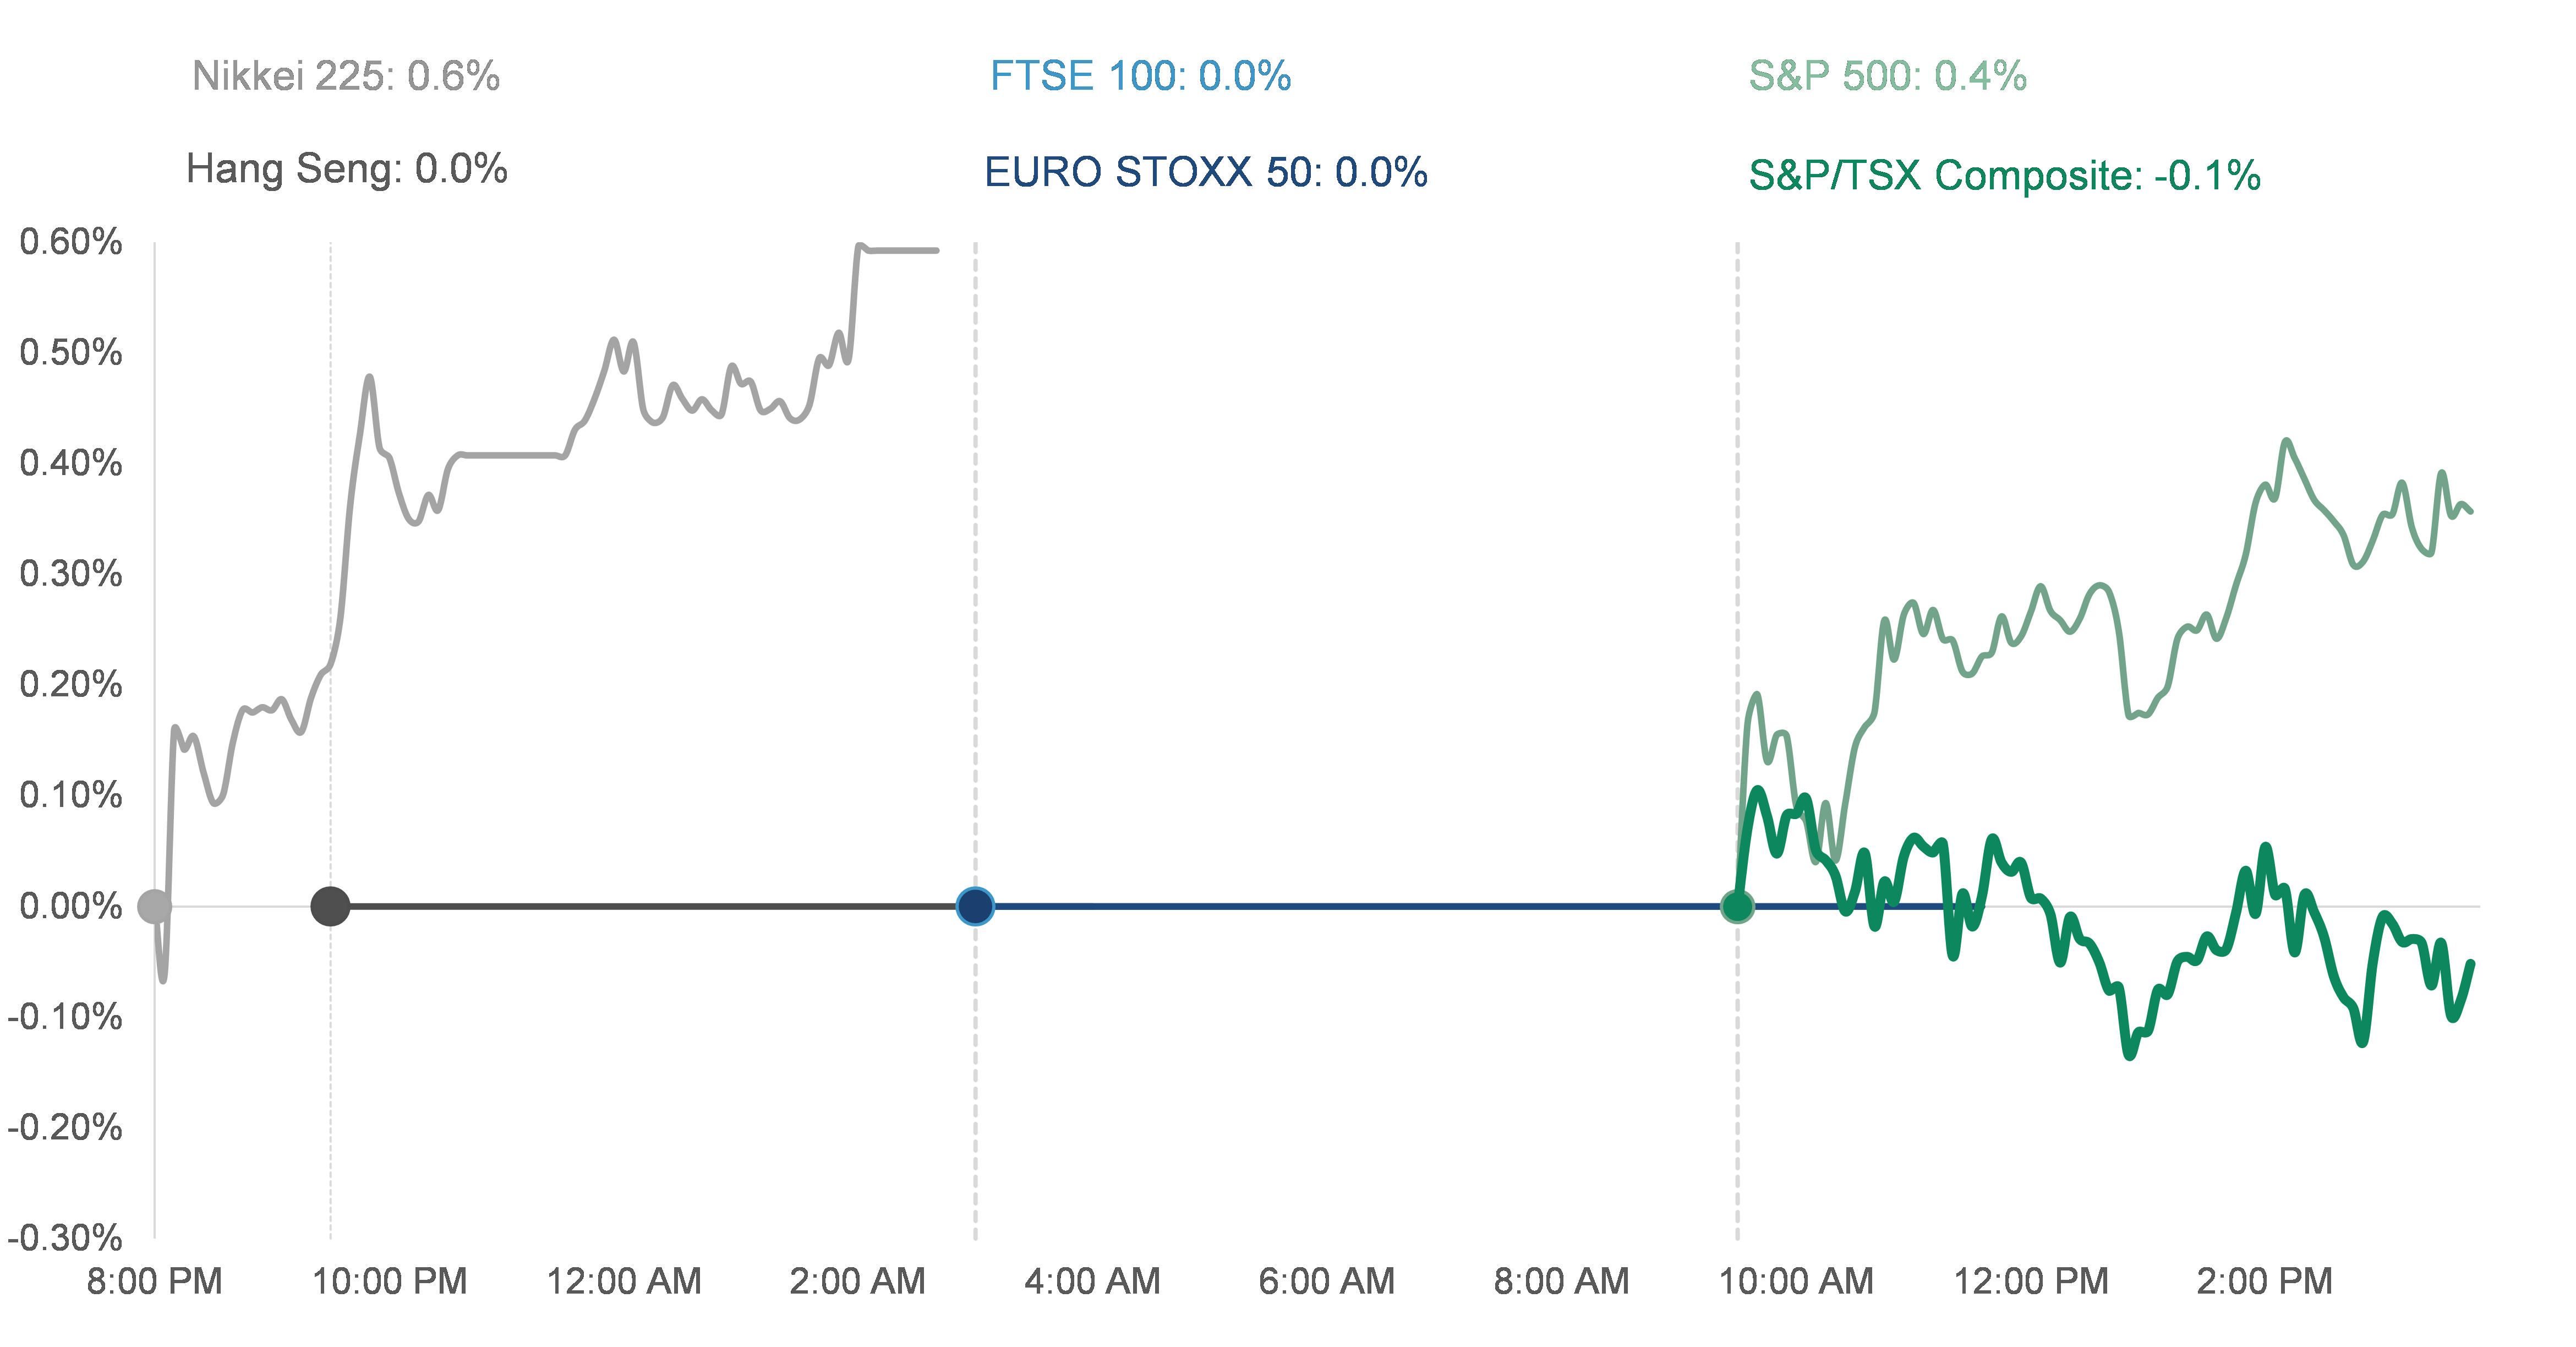 Nikkei 225: 0.6%
FTSE 100: 0.0%
S&P 500: 0.4%
Hang Seng: 0.0%
EURO STOXX 50: 0.0%
S&P/TSX Composite: -0.1%
0.60%
0.50%
0.40%
0.30%
0.20%
0.10%
0.00%
-0.10%
-0.20%
-0.30%
8:00 PM
10:00 PM
12:00 AM
2:00 AM
4:00 AM
6:00 AM
8:00 AM
10:00 AM
12:00 PM
2:00 PM